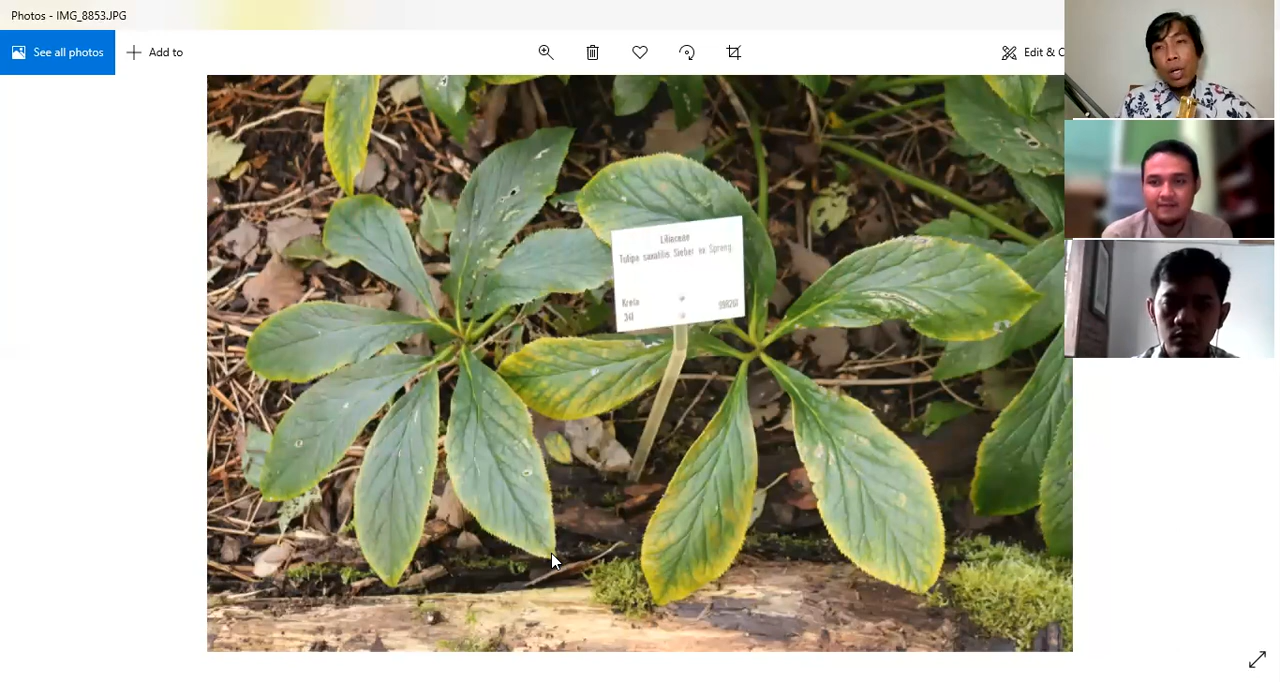 Photos - IMG_8853.JPG
See all photos
Add to
Edit & C
Liliaceae
Tulipa saxatilis Sieber ex Spreng
Kreta
341